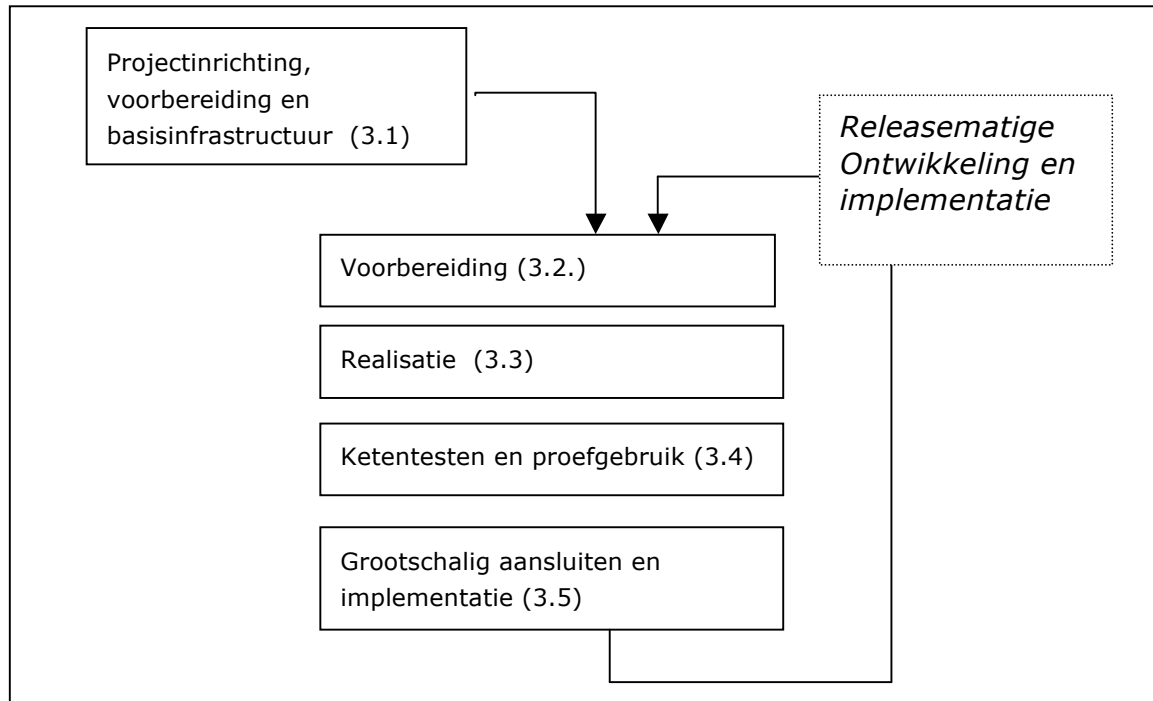 Projectinrichting,
voorbereiding en
basisinfrastructuur (3.1)
Releasematige
Ontwikkeling en
implementatie
Voorbereiding (3.2.)
Realisatie (3.3)
Ketentesten en proefgebruik (3.4)
Grootschalig aansluiten en
implementatie (3.5)